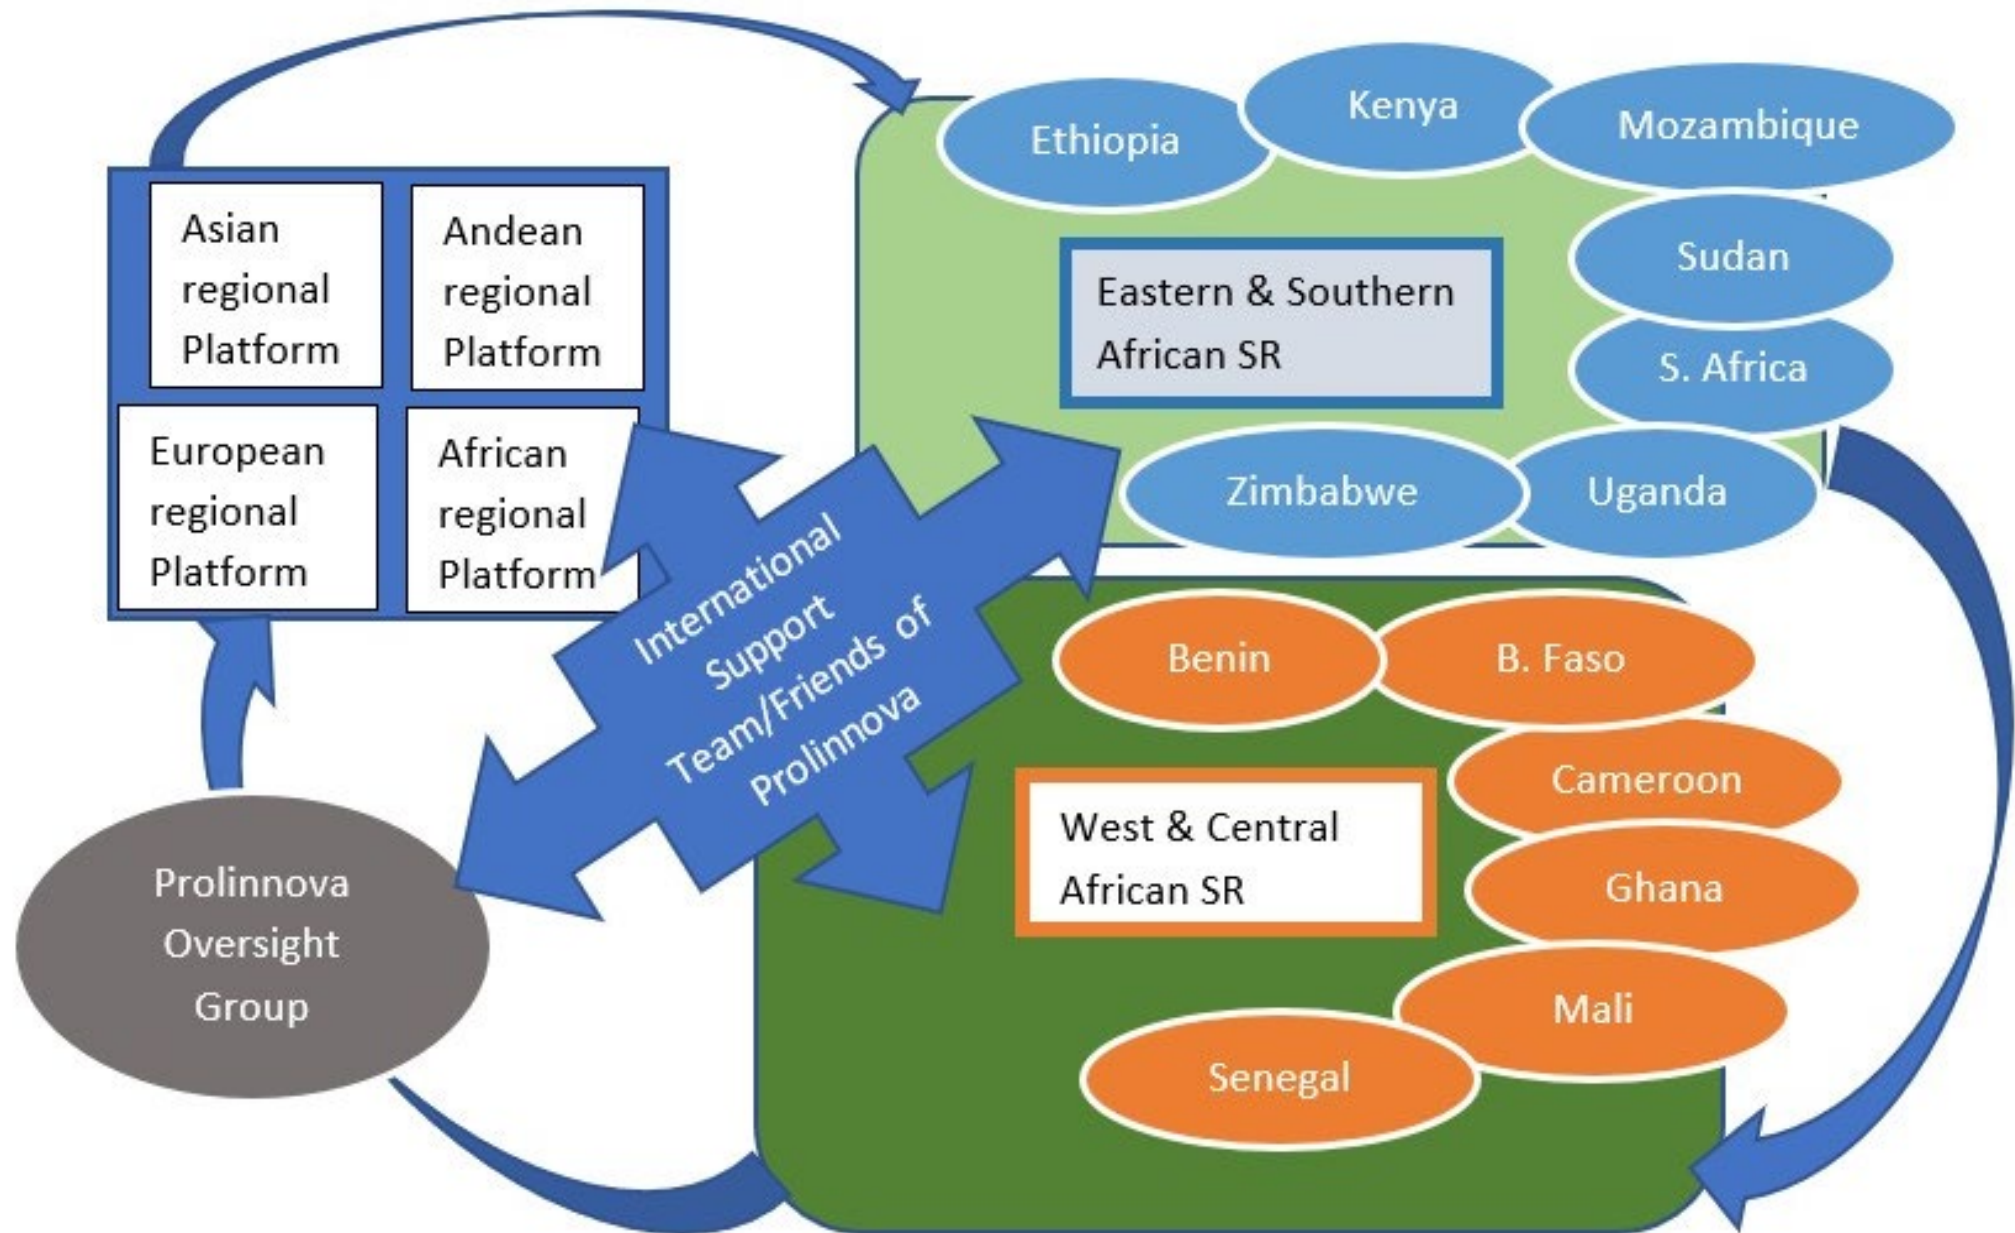 Asian
regional
Platform
Andean
regional
Platform
European
regional
Platform
African
regional
Platform
International
Support
Team/Friends of
Prolinnova
Prolinnova
Oversight
Group
Ethiopia
Kenya
Mozambique
Sudan
S. Africa
Uganda
Zimbabwe
Eastern & Southern
African SR
Benin
B. Faso
Cameroon
Ghana
Mali
Senegal
West & Central
African SR